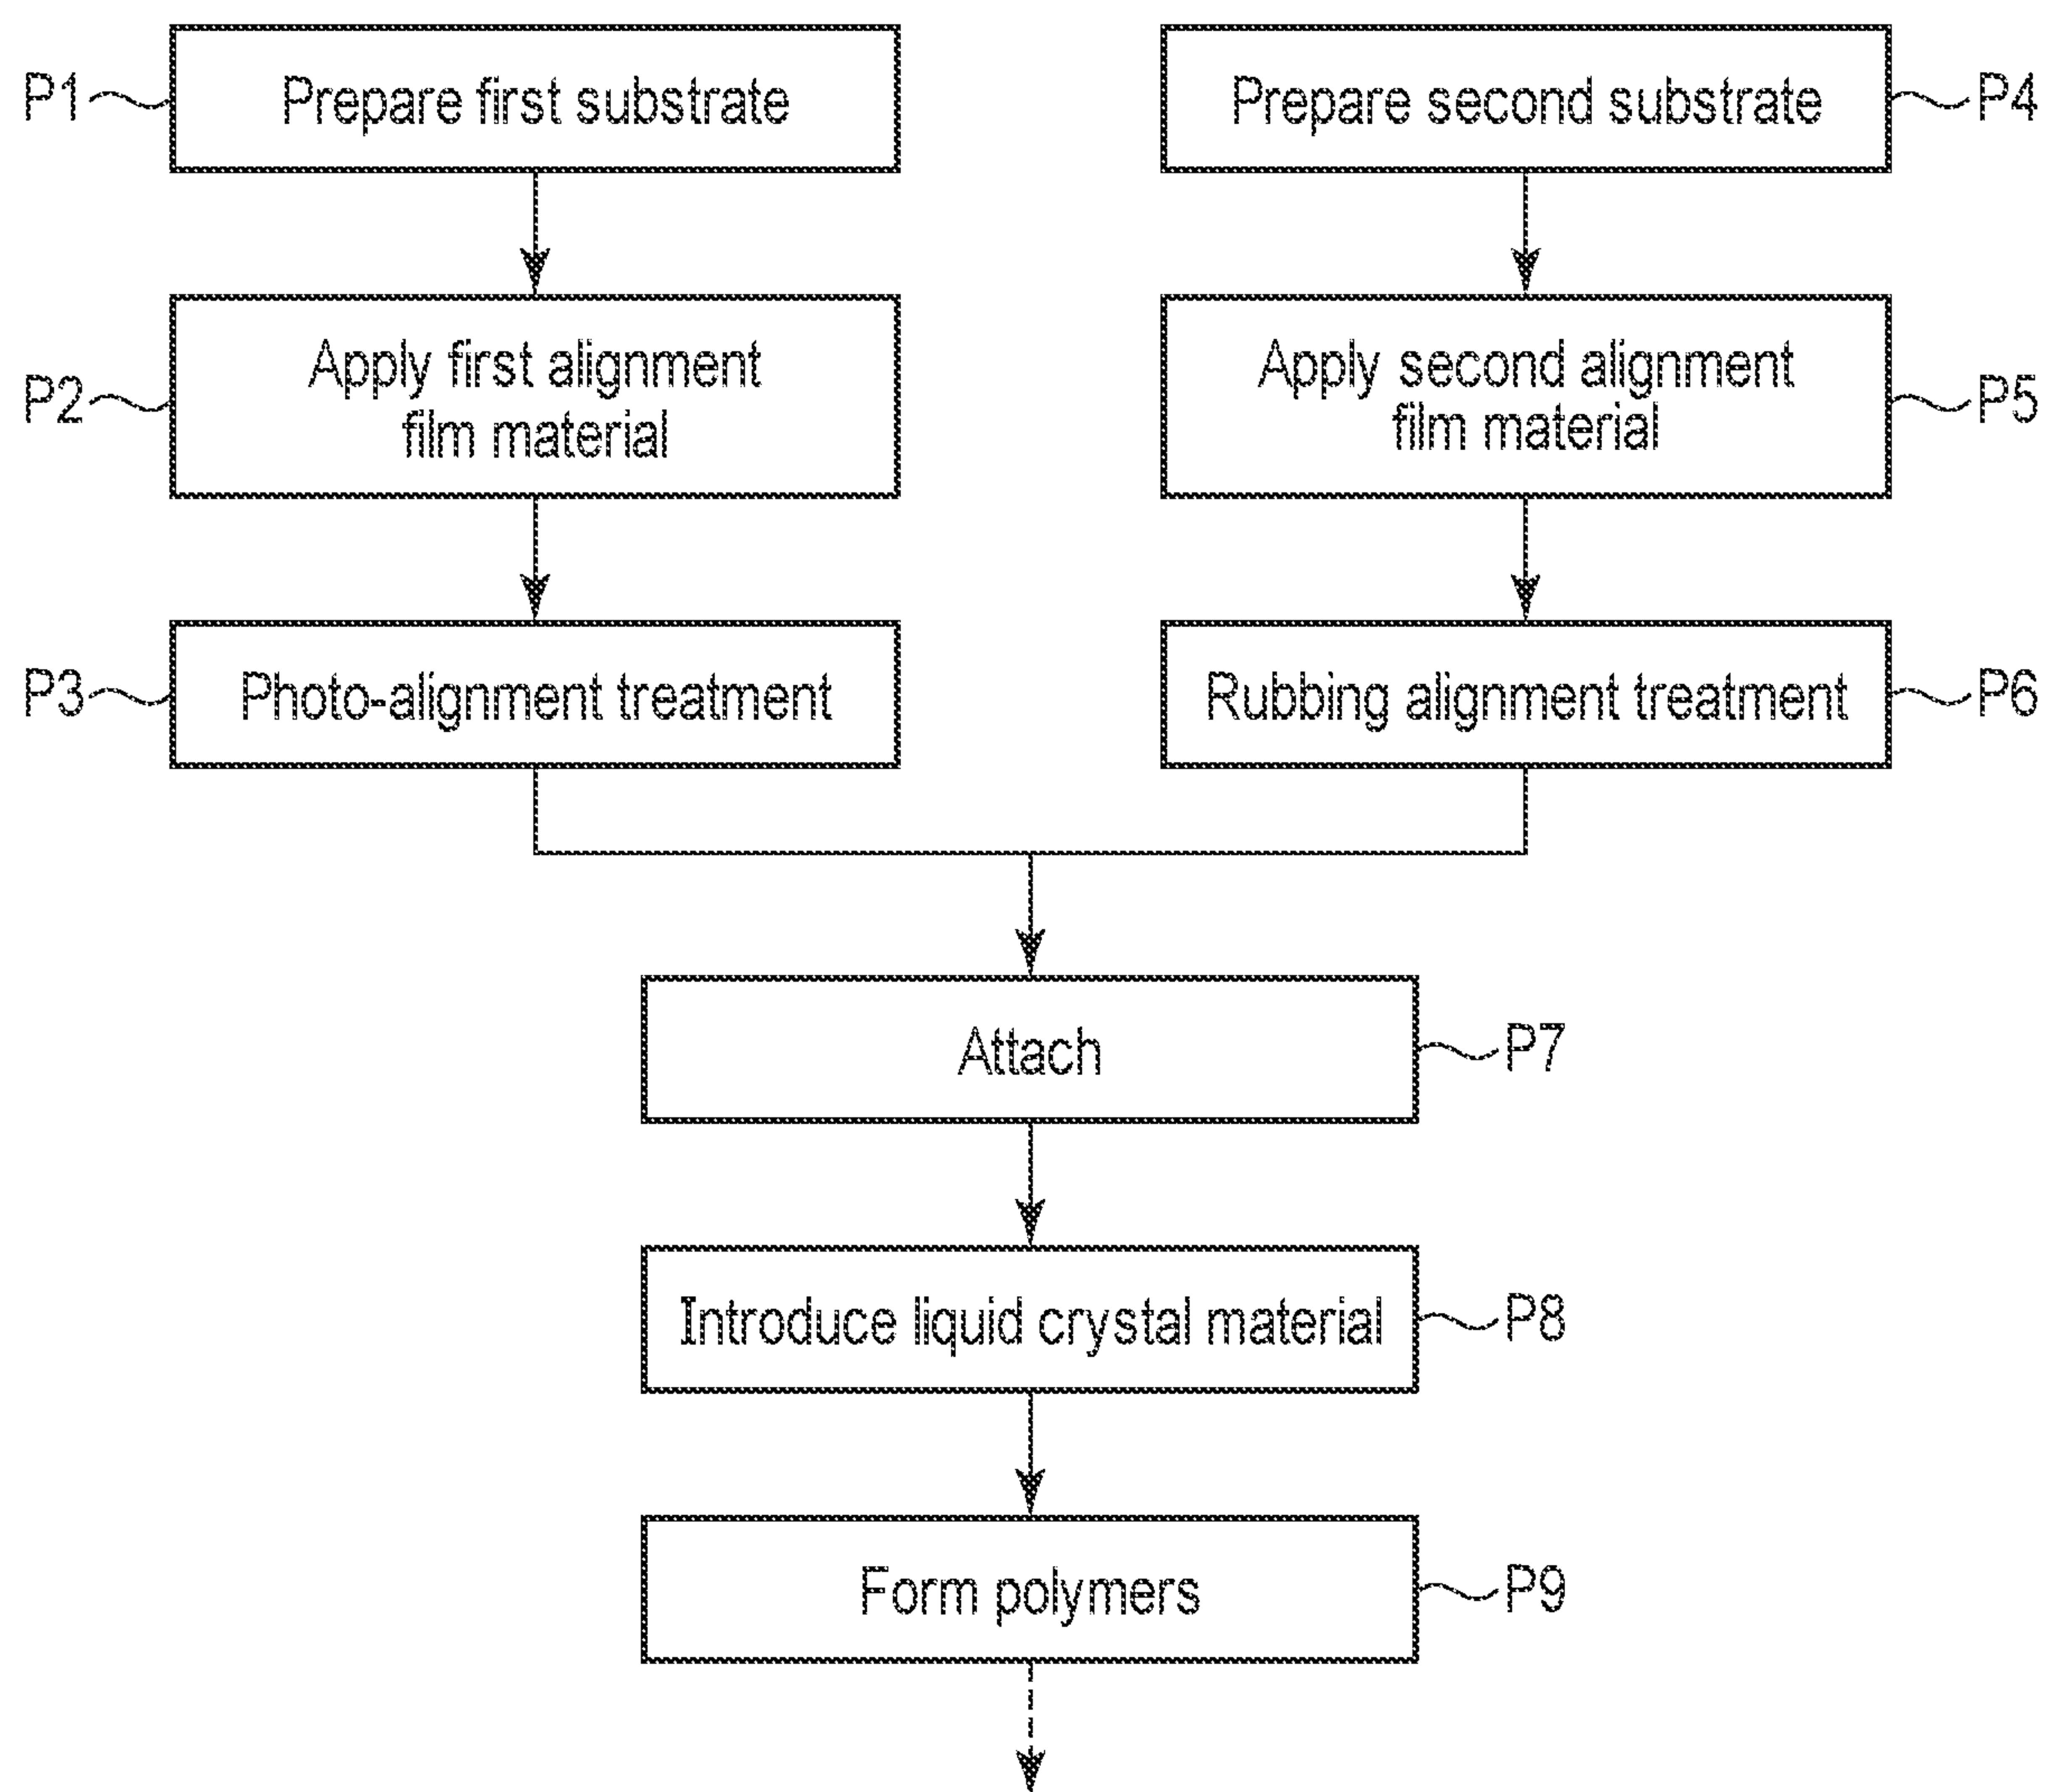 P1
Prepare first substrate
Prepare second substrate
P4
P2
Apply first alignment
film material
Apply second alignment
film material
P5
P3
Photo-alignment treatment
Rubbing alignment treatment
P6
Attach
P7
Introduce liquid crystal material
P8
Form polymers
P9